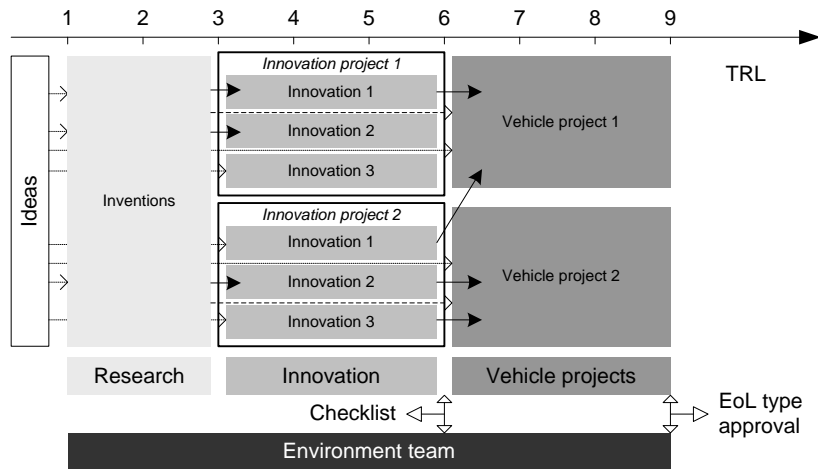 1 2 3 4 5 6 7 8 9
TRL
Ideas
Inventions
Innovation project 1
Innovation 1
Innovation 2
Innovation 3
Vehicle project 1
Innovation project 2
Innovation 1
Innovation 2
Innovation 3
Vehicle project 2
Research
Innovation
Vehicle projects
Checklist
EoL type
approval
Environment team